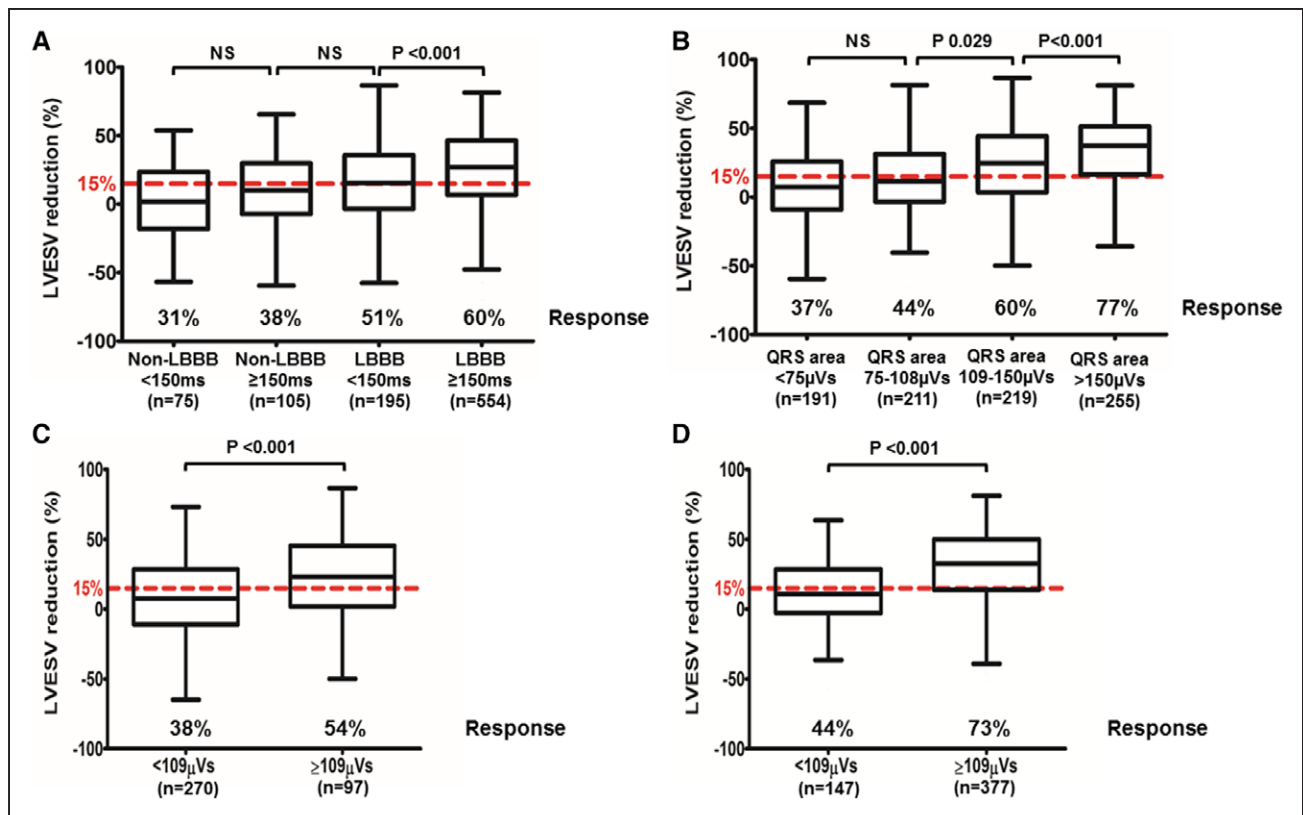 A
NS NS P <0.001
LVESV reduction (%)
100
50
15%
0
-50
-100
31% 38% 51% 60% Response
Non-LBBB Non-LBBB LBBB LBBB
<150ms ≥150ms <150ms ≥150ms
(n=75) (n=105) (n=195) (n=554)
B
NS P 0.029 P<0.001
LVESV reduction (%)
100
50
15%
0
-50
-100
37% 44% 60% 77% Response
QRS area QRS area QRS area QRS area
<75μVs 75-108μVs 109-150μVs >150μVs
(n=191) (n=211) (n=219) (n=255)
C
P <0.001
LVESV reduction (%)
100
50
15%
0
-50
-100
38% 54% Response
<109μVs ≥109μVs
(n=270) (n=97)
D
P <0.001
LVESV reduction (%)
100
50
15%
0
-50
-100
44% 73% Response
<109μVs ≥109μVs
(n=147) (n=377)